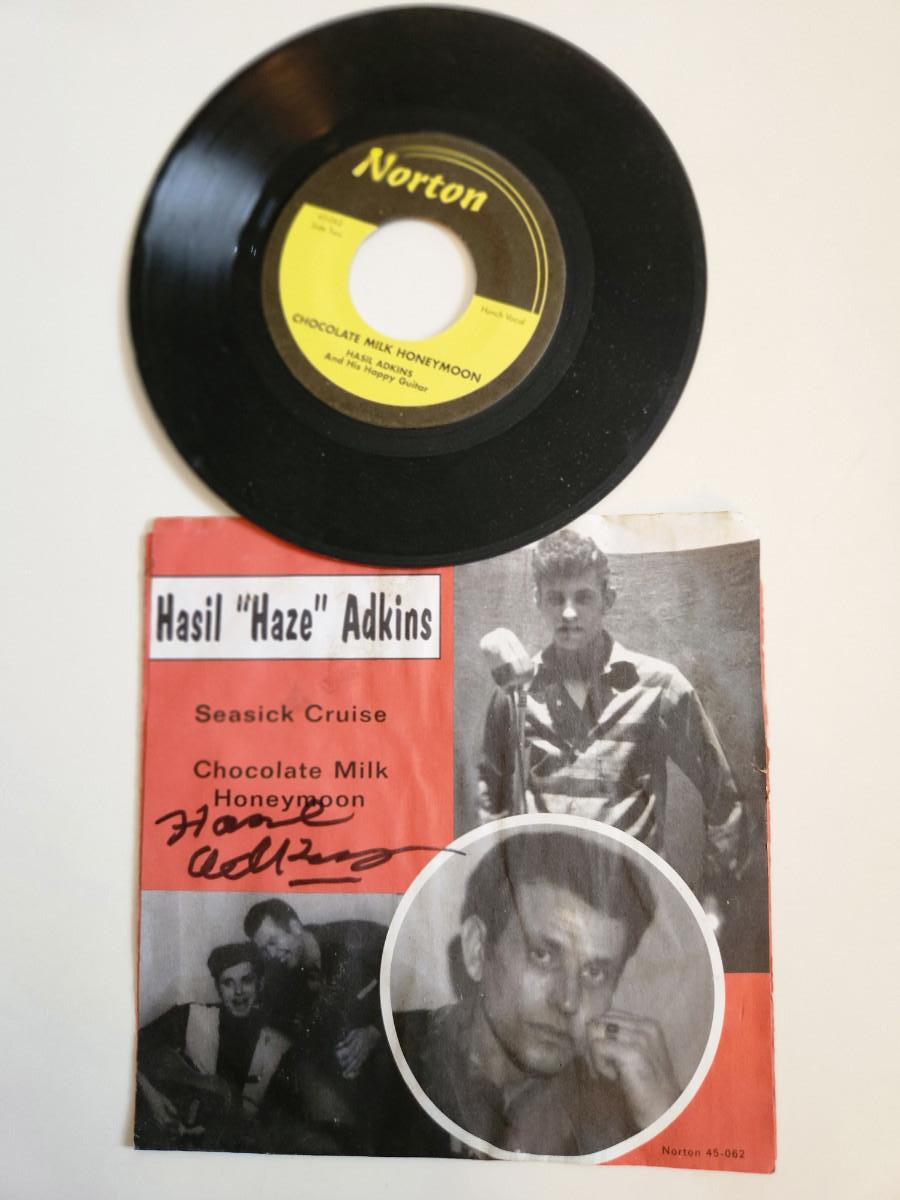 Norton
45-062
Side Two
Hench Vocal
CHOCOLATE MILK HONEYMOON
HASIL ADKINS
And His Happy Guitar
Hasil "Haze" Adkins
Seasick Cruise
Chocolate Milk
Honeymoon
Hasil
Adkins
Norton 45-062